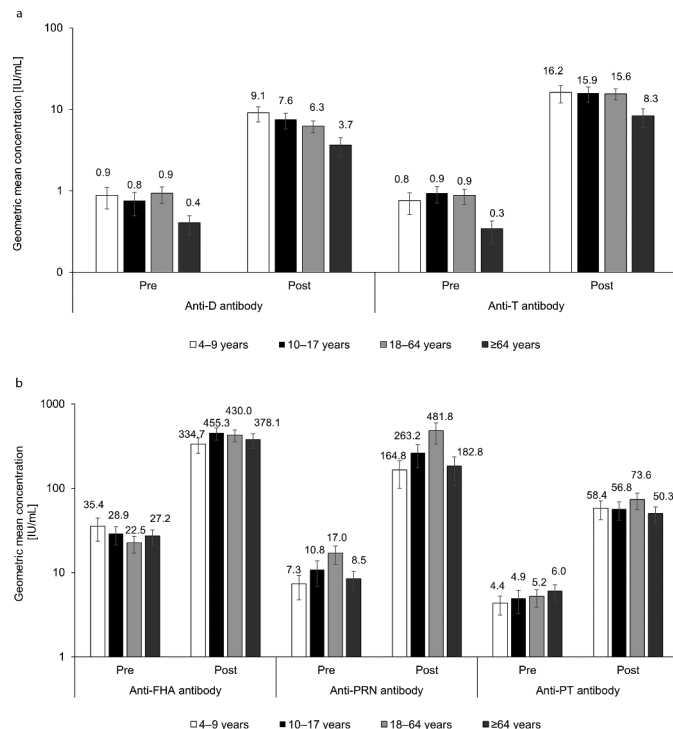 a
Geometric mean concentration [IU/mL]
100
10
1
0
0.9
0.8
0.9
0.4
9.1
7.6
6.3
3.7
0.8
0.9
0.9
0.3
16.2
15.9
15.6
8.3
Pre
Post
Pre
Post
Anti-D antibody
Anti-T antibody
4–9 years
10–17 years
18–64 years
≥64 years
b
Geometric mean concentration
[IU/mL]
1000
100
10
1
35.4
28.9
22.5
27.2
334.7
455.3
430.0
378.1
7.3
10.8
17.0
8.5
164.8
263.2
481.8
182.8
4.4
4.9
5.2
6.0
58.4
56.8
73.6
50.3
Pre
Post
Pre
Post
Pre
Post
Anti-FHA antibody
Anti-PRN antibody
Anti-PT antibody
4–9 years
10–17 years
18–64 years
≥64 years